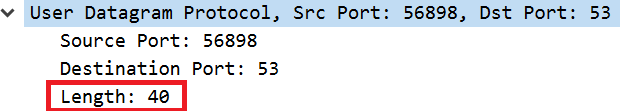 User Datagram Protocol, Src Port: 56898, Dst Port: 53
Source Port: 56898
Destination Port: 53
Length: 40